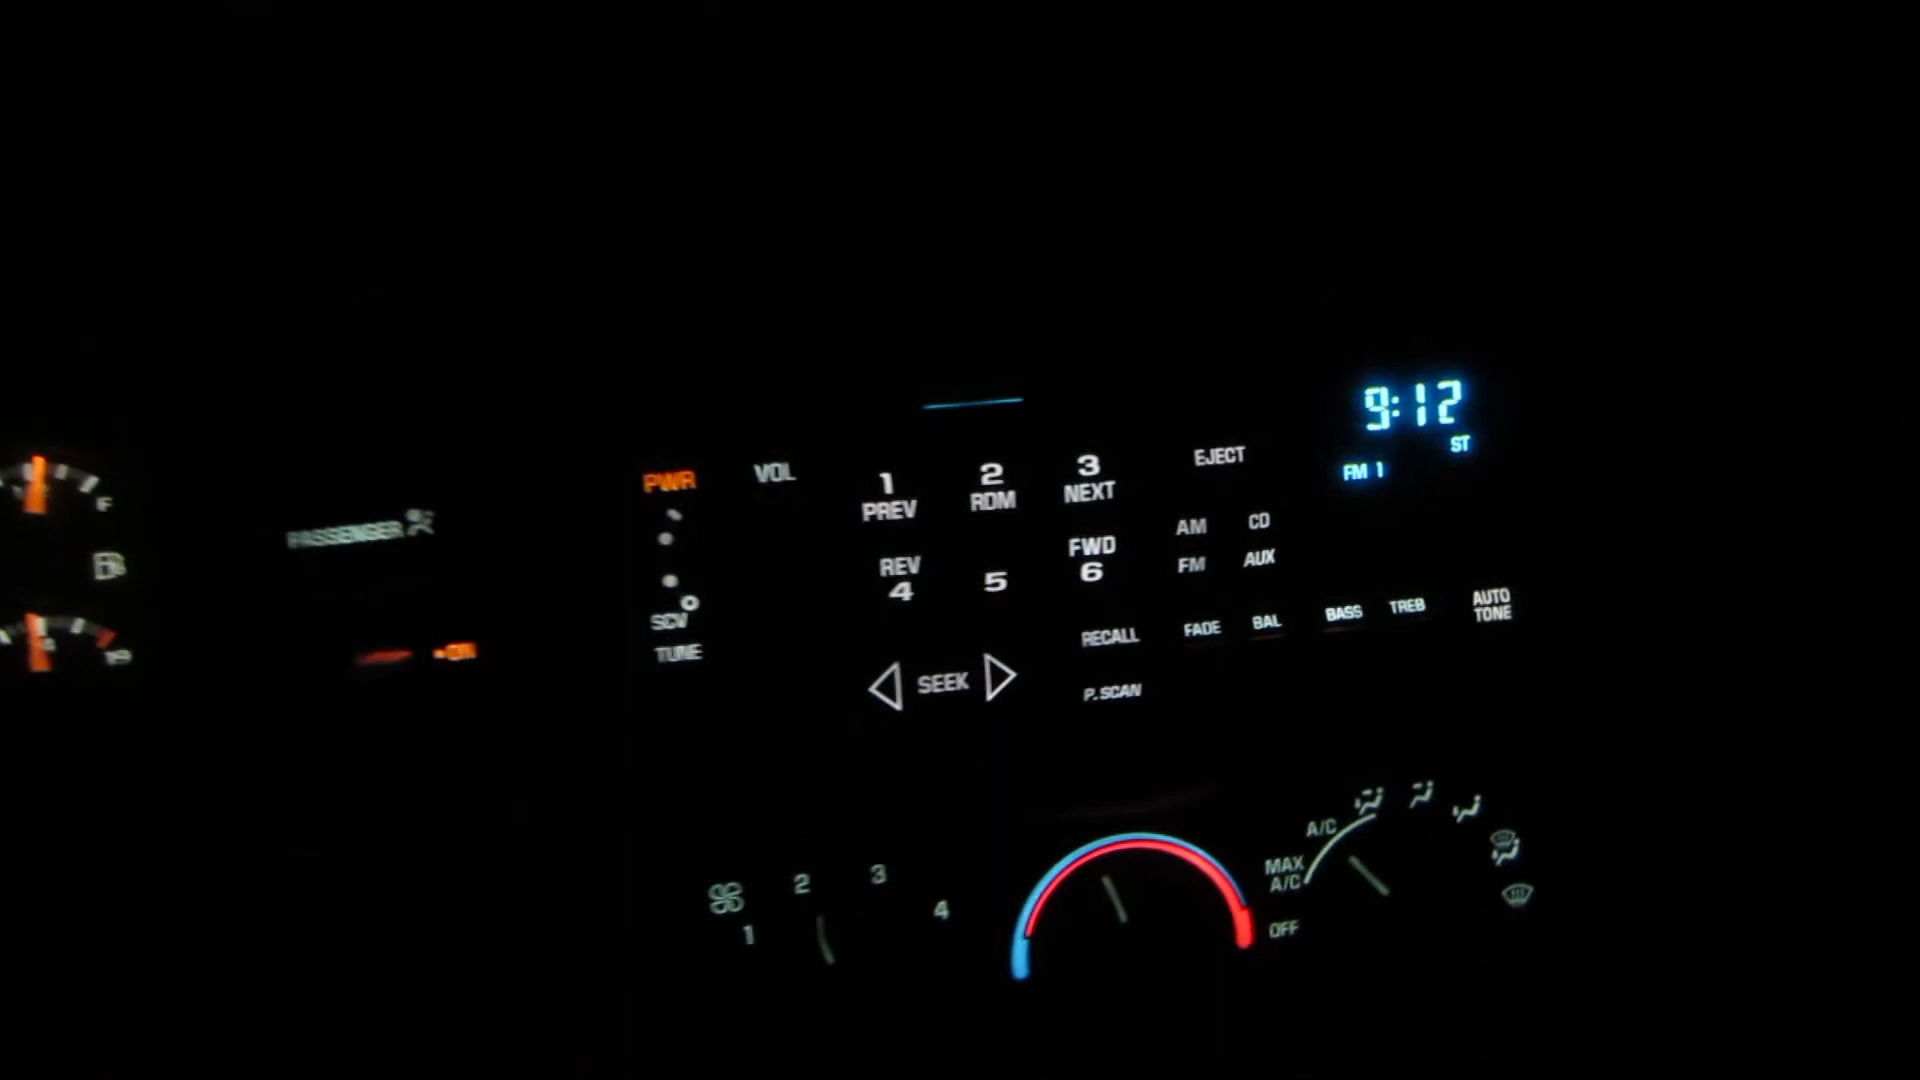 F
PASSENGER
ON
19
PWR
VOL
SCV
TUNE
1
PREV
2
RDM
3
NEXT
REV
4
5
FWD
6
SEEK
EJECT
AM
CD
FM
AUX
RECALL
FADE
BAL
BASS
TREB
AUTO
TONE
P.SCAN
9:12
ST
FM 1
1
2
3
4
A/C
MAX
A/C
OFF